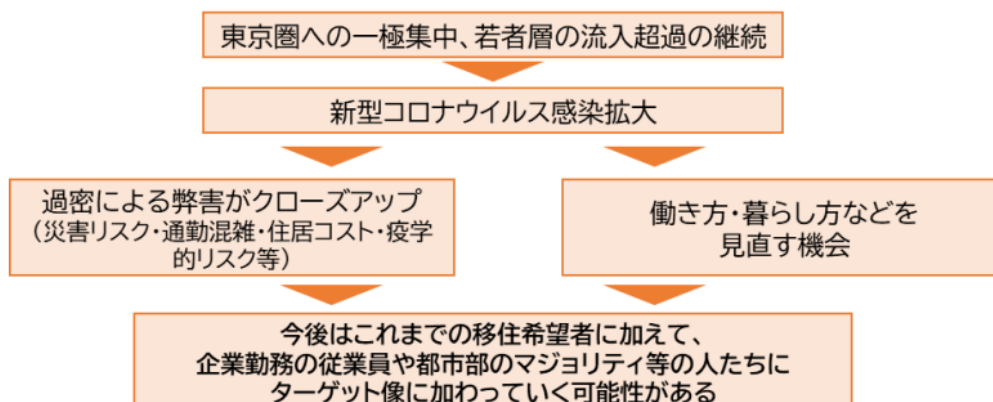 東京圏への一極集中、若者層の流入超過の継続
新型コロナウイルス感染拡大
過密による弊害がクローズアップ
（災害リスク・通勤混雑・住居コスト・疫学
的リスク等）
働き方・暮らし方などを
見直す機会
今後はこれまでの移住希望者に加えて、
企業勤務の従業員や都市部のマジョリティ等の人たちに
ターゲット像に加わっていく可能性がある